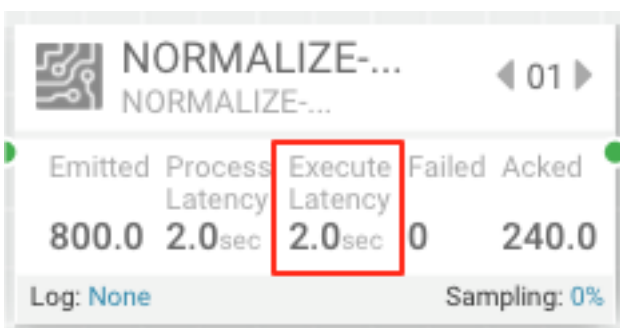 NORMALIZE-...
NORMALIZE-...
01
Emitted Process Latency Execute Latency Failed Acked
800.0 2.0sec 2.0sec 0 240.0
Log: None Sampling: 0%